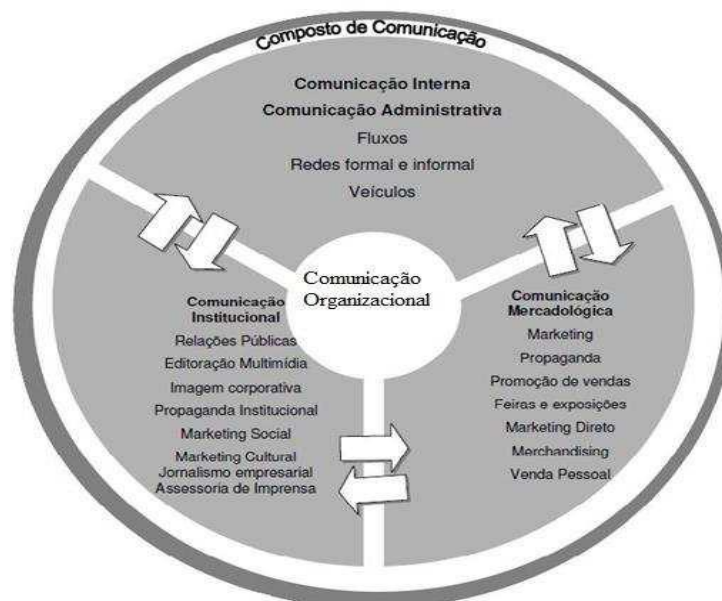 Composto de Comunicação
Comunicação Interna
Comunicação Administrativa
Fluxos
Redes formal e informal
Veículos
Comunicação
Organizacional
Comunicação
Institucional
Relações Públicas
Editoração Multimídia
Imagem corporativa
Propaganda Institucional
Marketing Social
Marketing Cultural
Jornalismo empresarial
Assessoria de Imprensa
Comunicação
Mercadológica
Marketing
Propaganda
Promoção de vendas
Feiras e exposições
Marketing Direto
Merchandising
Venda Pessoal